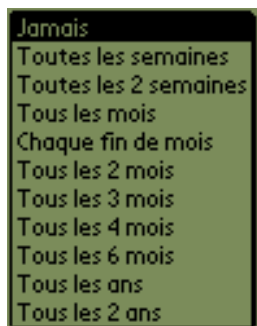 Jamais
Toutes les semaines
Toutes les 2 semaines
Tous les mois
Chaque fin de mois
Tous les 2 mois
Tous les 3 mois
Tous les 4 mois
Tous les 6 mois
Tous les ans
Tous les 2 ans